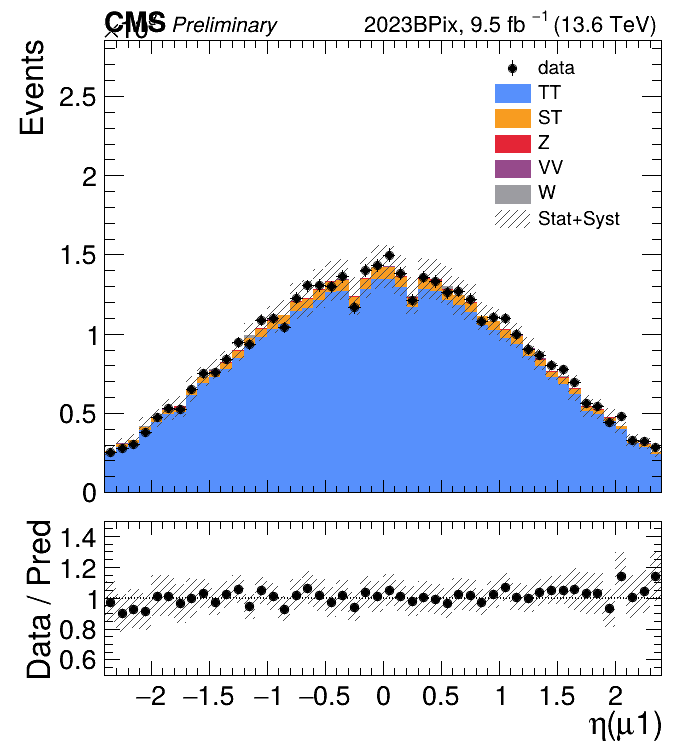 CMS Preliminary 2023BPix, 9.5 fb⁻¹ (13.6 TeV)
Events
data
TT
ST
Z
VV
W
Stat+Syst
2.5
2
1.5
1
0.5
0
Data / Pred
1.4
1.2
1
0.8
0.6
−2 −1.5 −1 −0.5 0 0.5 1 1.5 2
η(μ1)